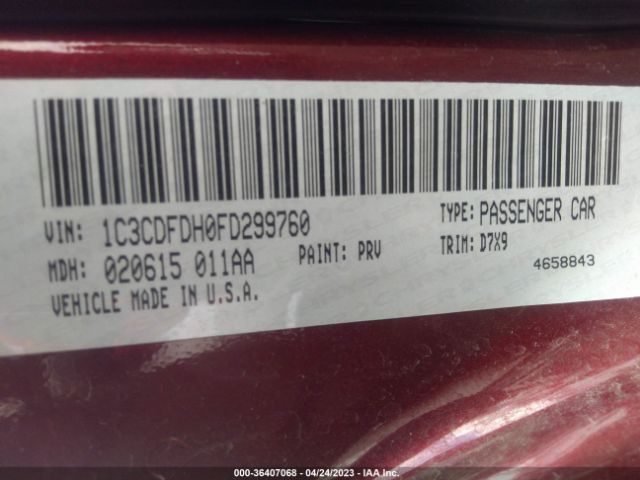 VIN: 1C3CDFDH0FD299760
TYPE: PASSENGER CAR
MDH: 020615 011AA
PAINT: PRV
TRIM: D7X9
VEHICLE MADE IN U.S.A.
4658843
000-36407068 - 04/24/2023 - IAA Inc.